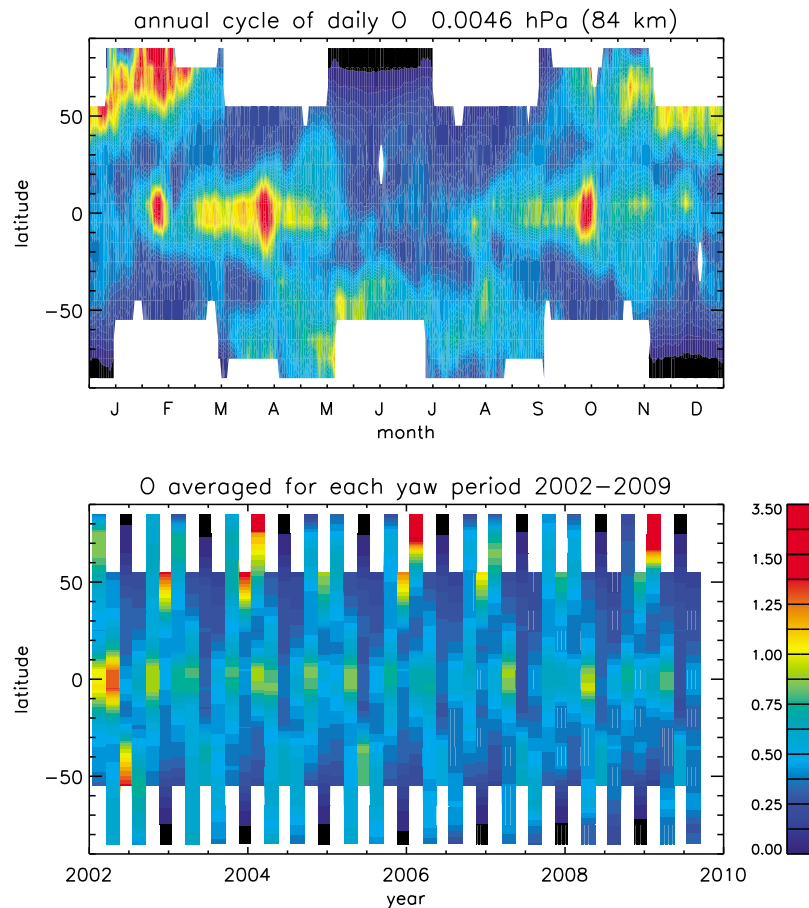 annual cycle of daily O 0.0046 hPa (84 km)
latitude
50
0
−50
J F M A M J J A S O N D
month
O averaged for each yaw period 2002−2009
latitude
50
0
−50
2002 2004 2006 2008 2010
year
3.50
1.50
1.25
1.00
0.75
0.50
0.25
0.00